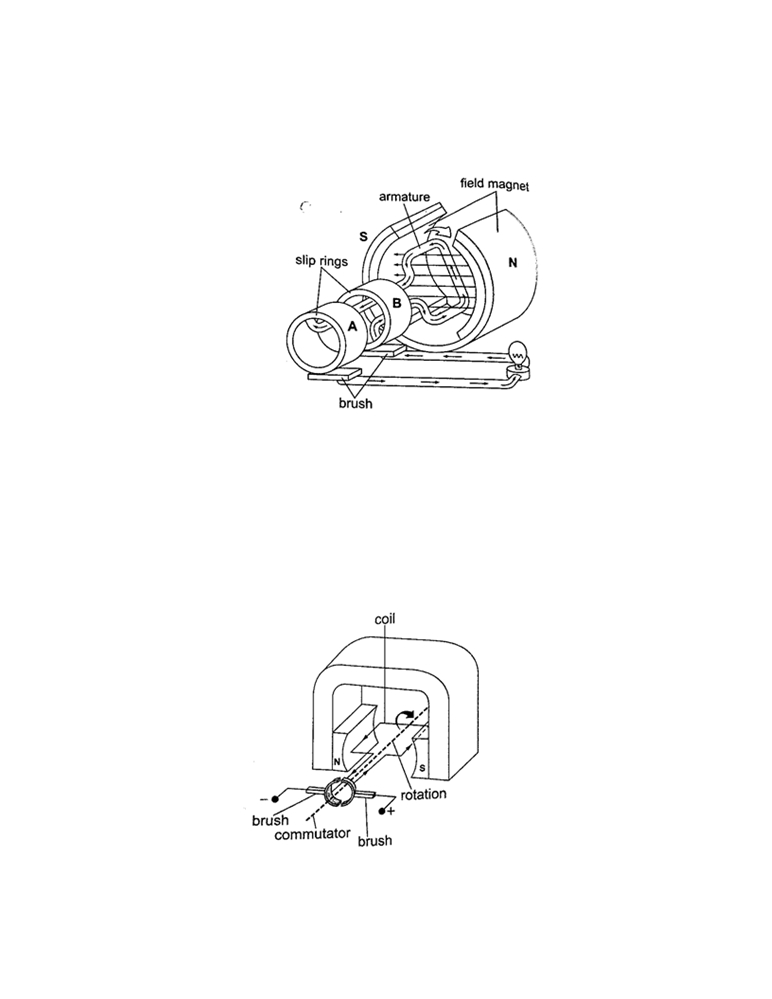 field magnet
armature
S
N
slip rings
B
A
brush
coil
N
S
rotation
–
+
brush
commutator
brush